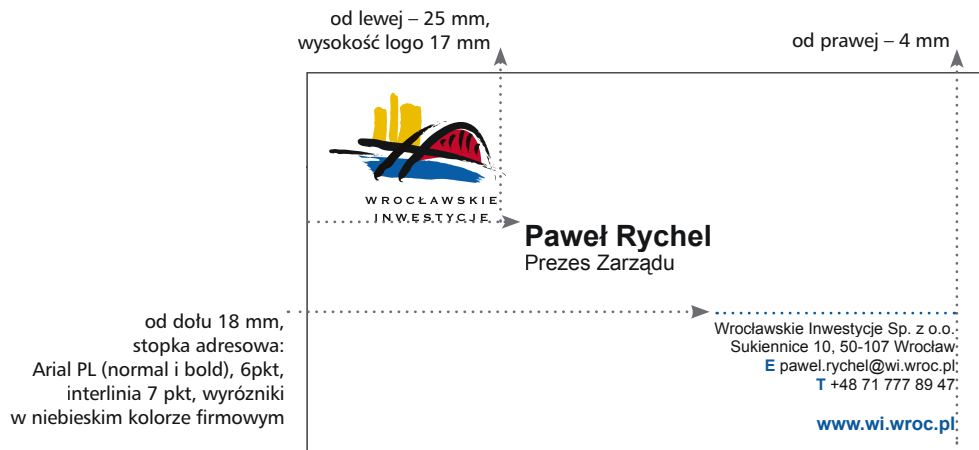 od lewej – 25 mm,
wysokość logo 17 mm
od prawej – 4 mm
WROCŁAWSKIE
INWESTYCJE
Paweł Rychel
Prezes Zarządu
od dołu 18 mm,
stopka adresowa:
Arial PL (normal i bold), 6pkt,
interlinia 7 pkt, wyrózniki
w niebieskim kolorze firmowym
Wrocławskie Inwestycje Sp. z o.o.
Sukiennice 10, 50-107 Wrocław
E pawel.rychel@wi.wroc.pl
T +48 71 777 89 47
www.wi.wroc.pl